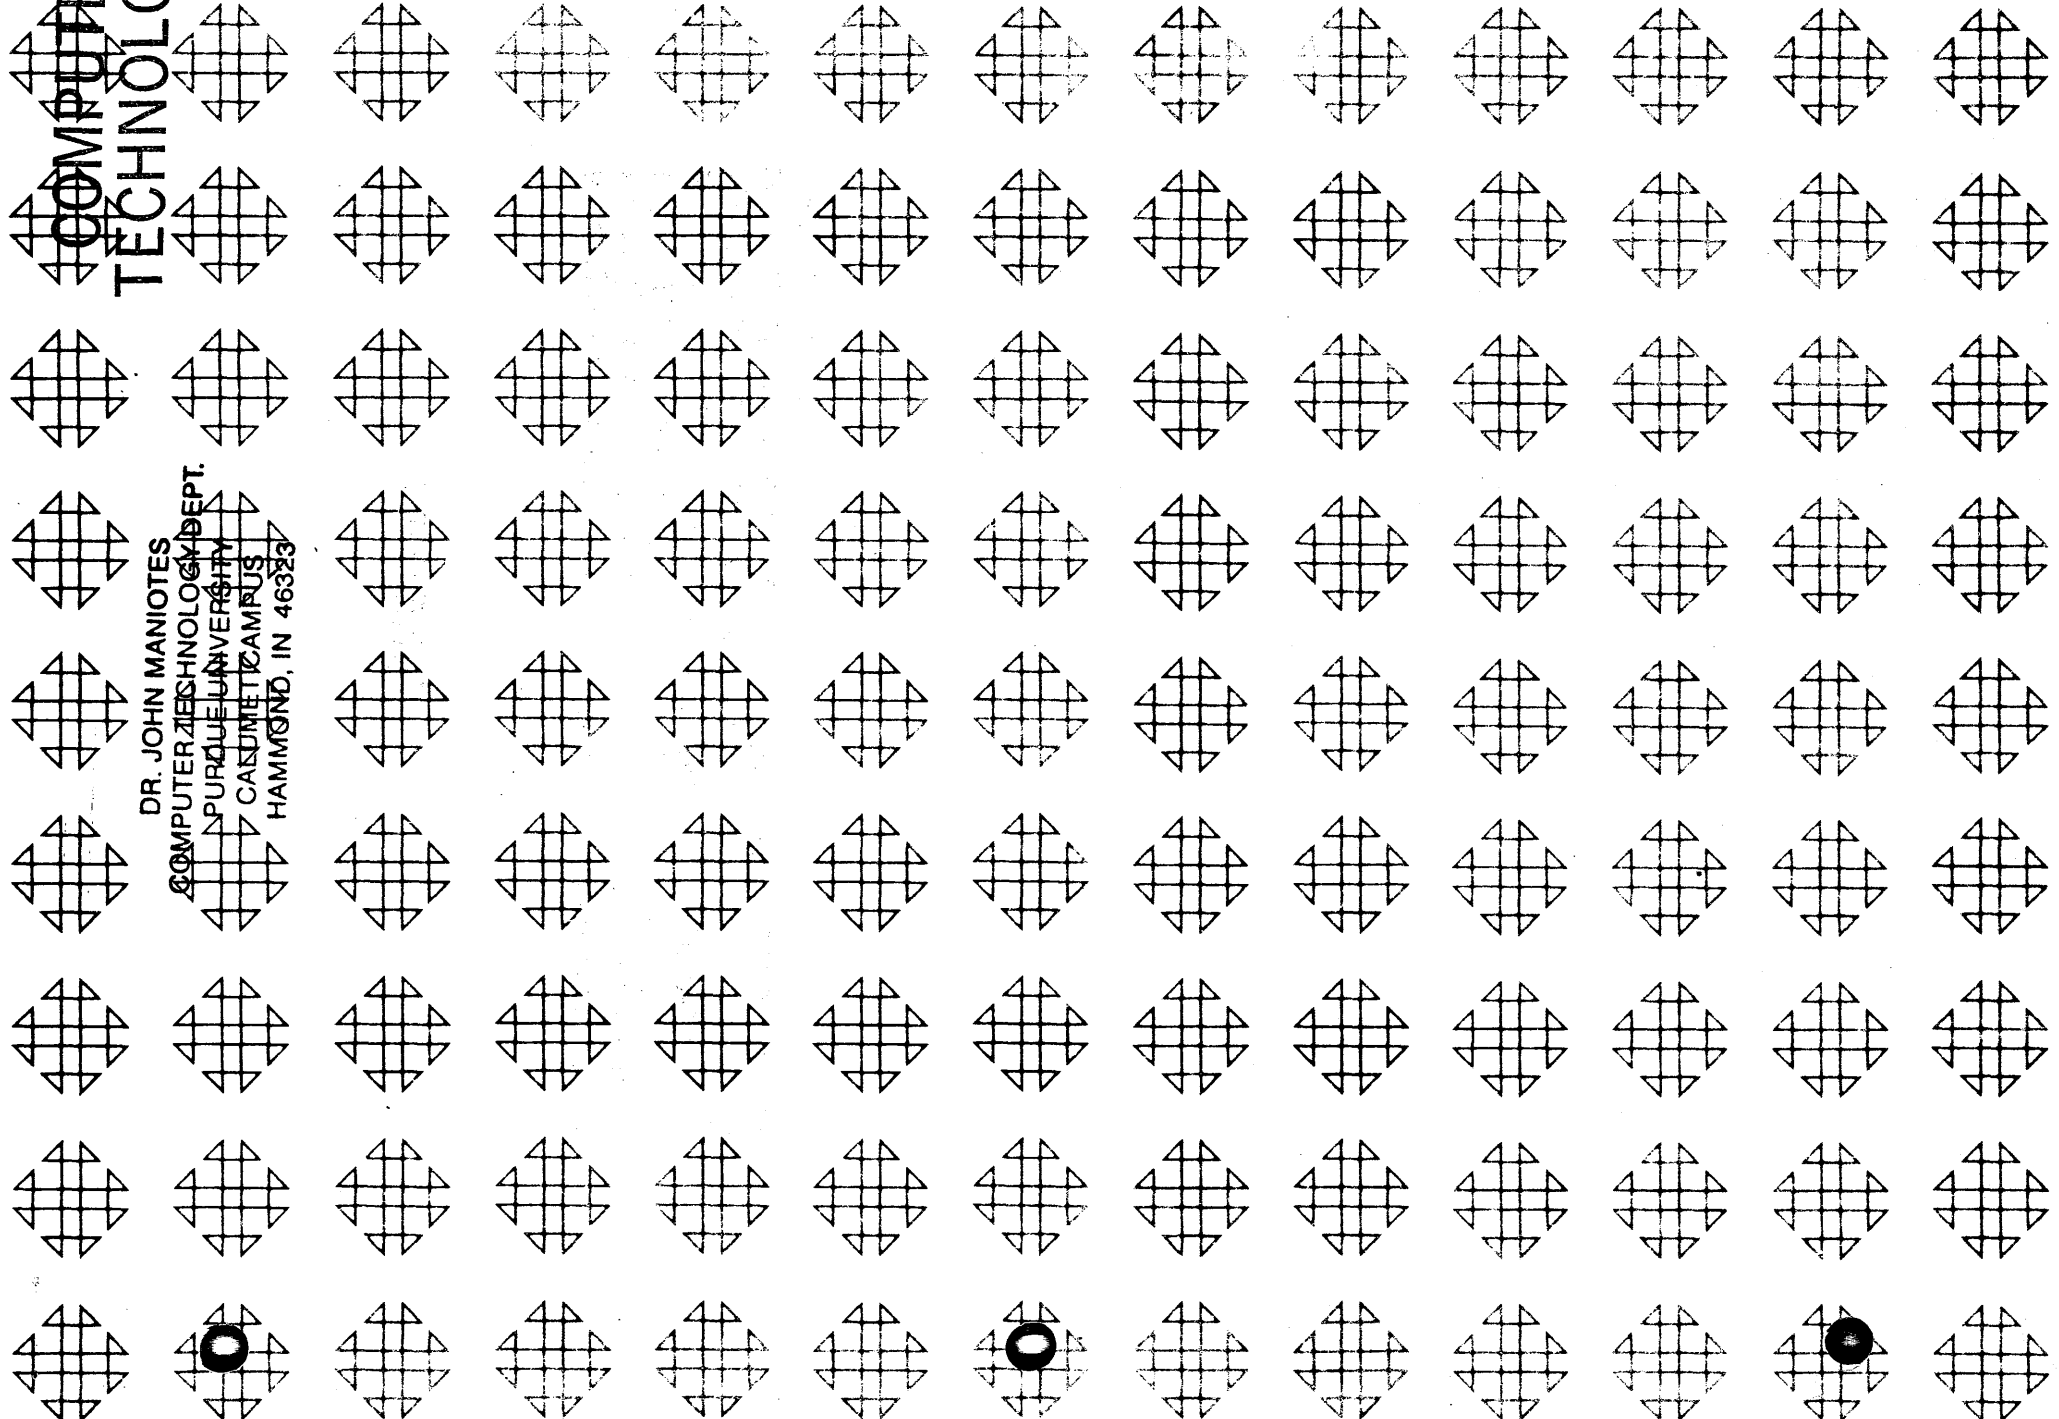 COMPUT
TECHNOLO
DR. JOHN MANIOTES
COMPUTER TECHNOLOGY DEPT.
PURDUE UNIVERSITY
CALUMET CAMPUS
HAMMOND, IN 46323